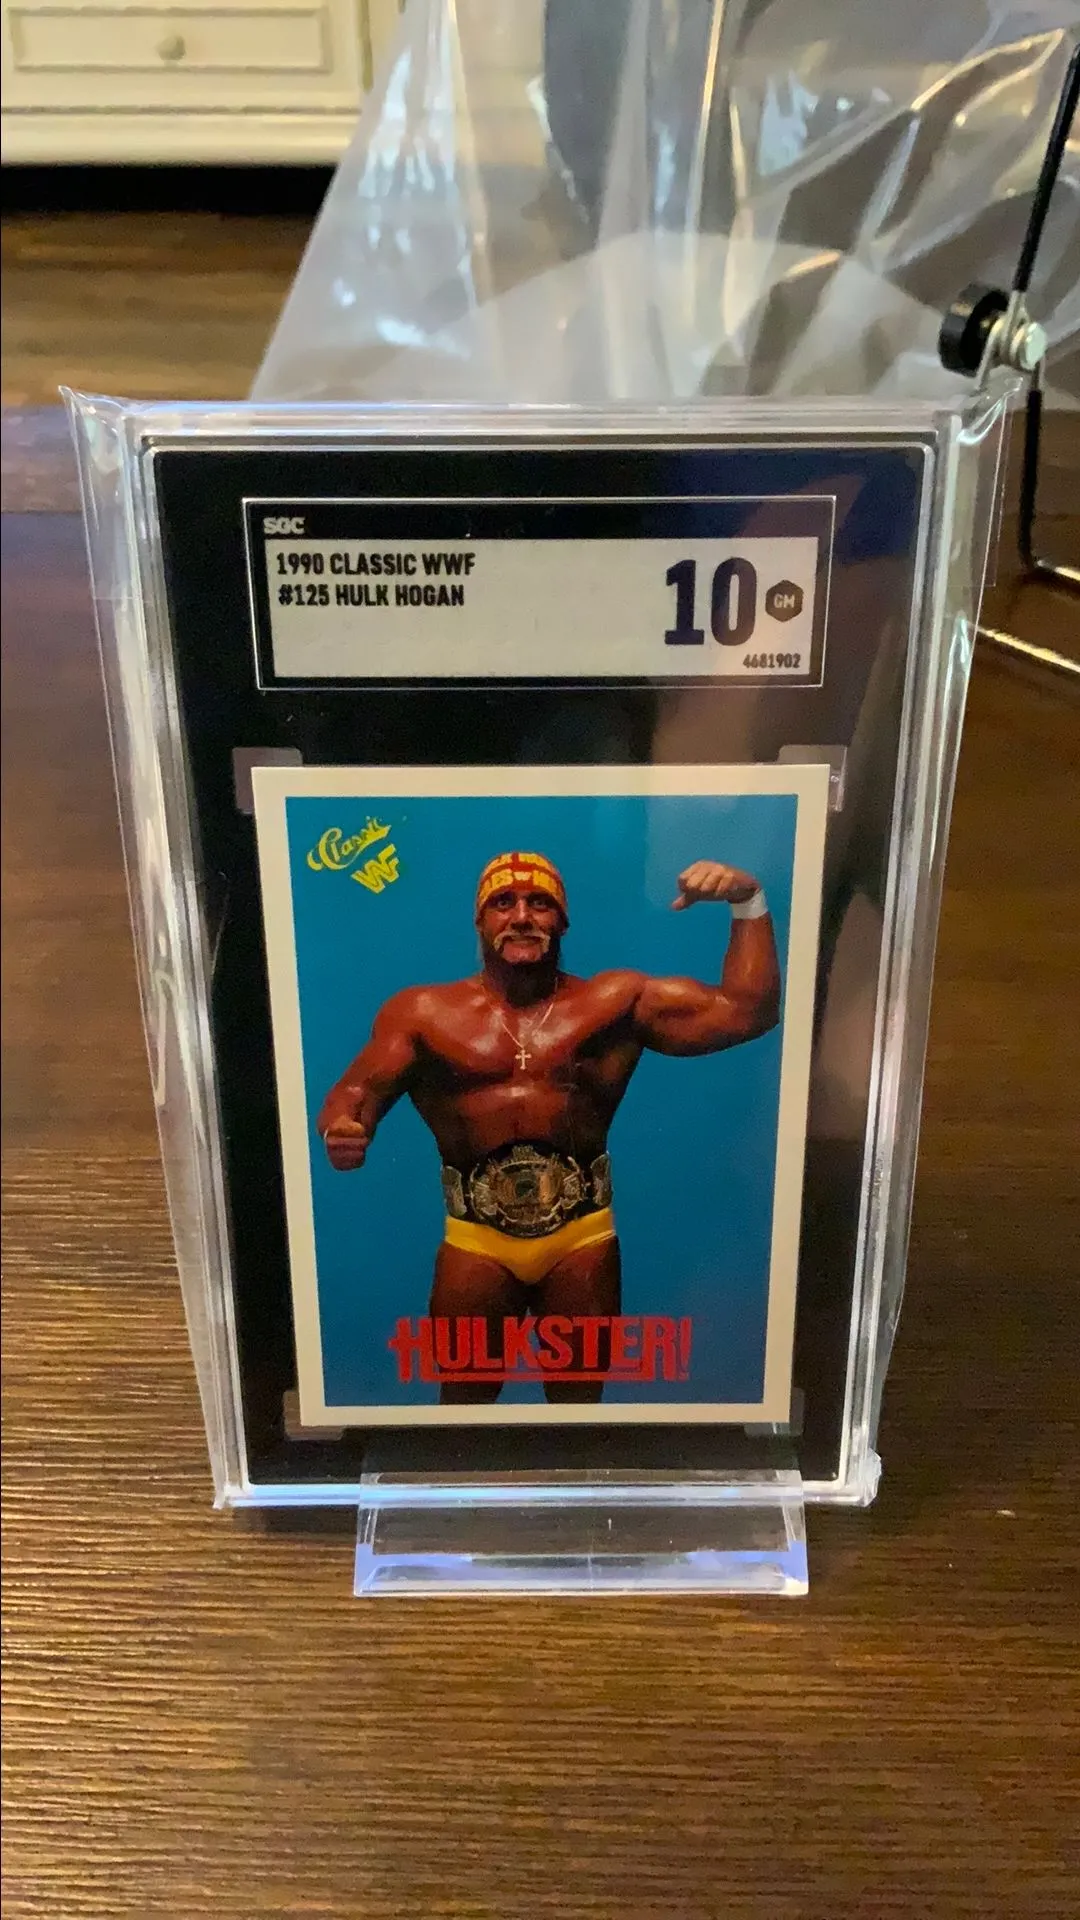 SGC
1990 CLASSIC WWF
#125 HULK HOGAN
10 GM
4681902
Classic
WWF
HULKSTER!